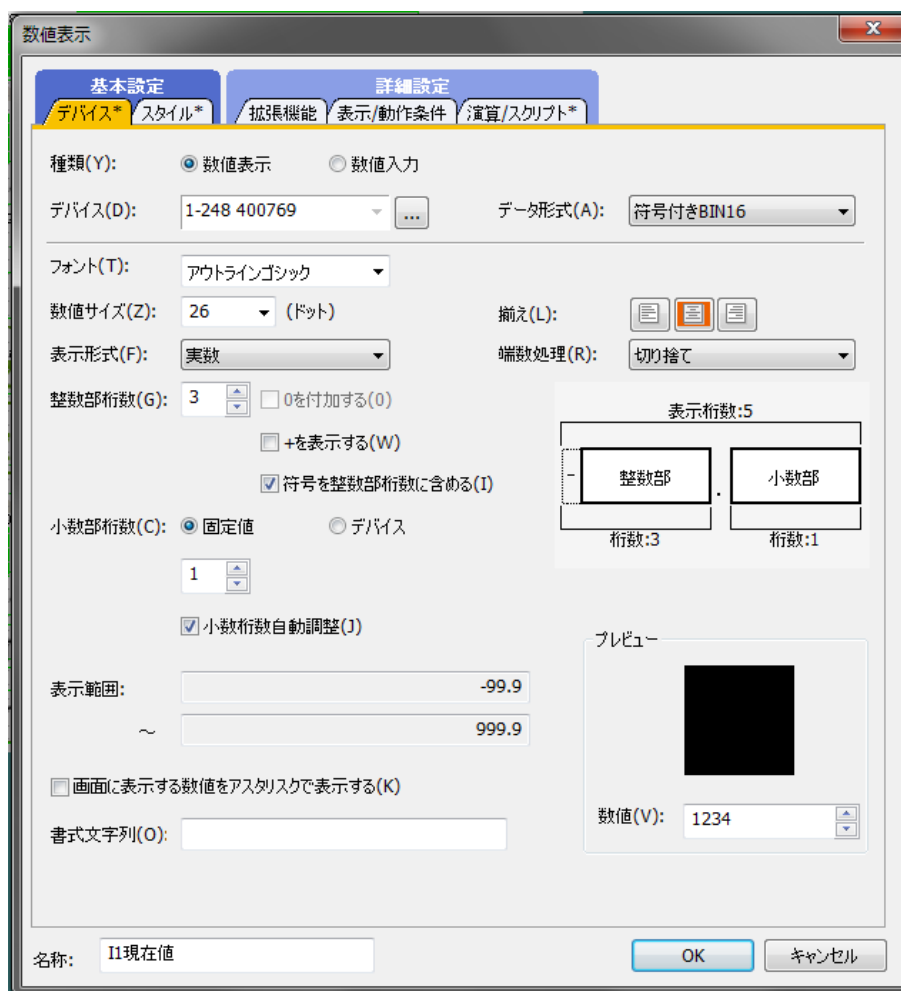 数値表示
基本設定
詳細設定
デバイス*
スタイル*
拡張機能
表示/動作条件
演算/スクリプト*
種類(Y): 数値表示 数値入力
デバイス(D): 1-248 400769 ... データ形式(A): 符号付きBIN16
フォント(T): アウトラインゴシック
数値サイズ(Z): 26 (ドット) 揃え(L):
表示形式(F): 実数 端数処理(R): 切り捨て
整数部桁数(G): 3 0を付加する(0)
+を表示する(W)
符号を整数部桁数に含める(I)
表示桁数:5
- 整数部 . 小数部
桁数:3 桁数:1
小数部桁数(C): 固定値 デバイス
1
小数桁数自動調整(J)
表示範囲: -99.9
~ 999.9
プレビュー
数値(V): 1234
画面に表示する数値をアスタリスクで表示する(K)
書式文字列(O):
名称: I1現在値
OK キャンセル